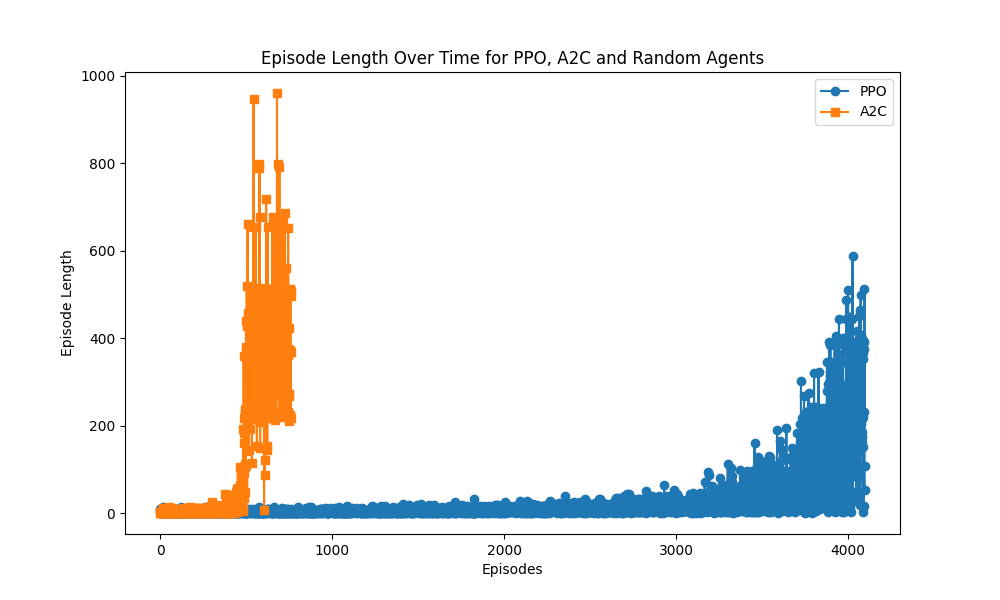 Episode Length Over Time for PPO, A2C and Random Agents
PPO
A2C
1000
800
600
400
200
0
Episode Length
0
1000
2000
3000
4000
Episodes